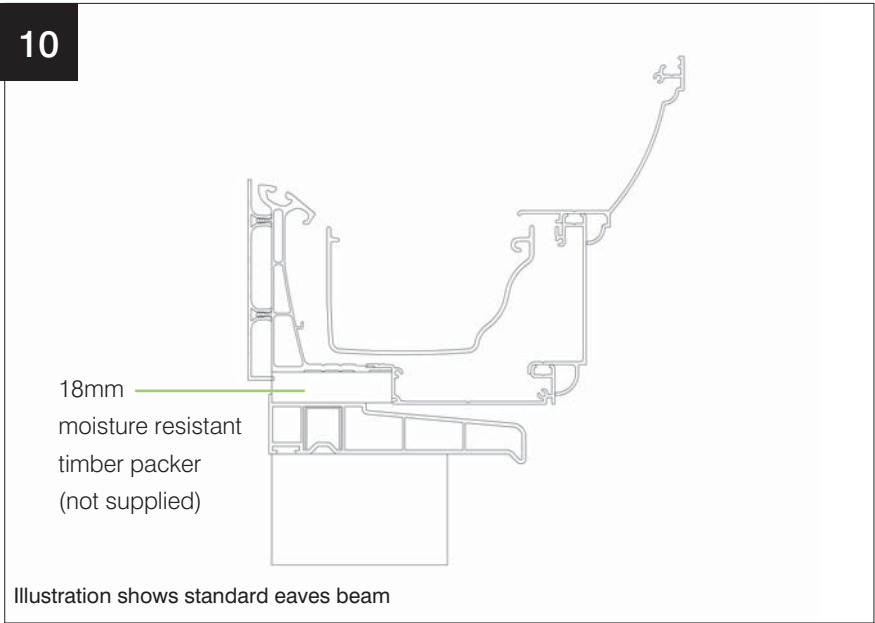 10
18mm
moisture resistant
timber packer
(not supplied)
Illustration shows standard eaves beam